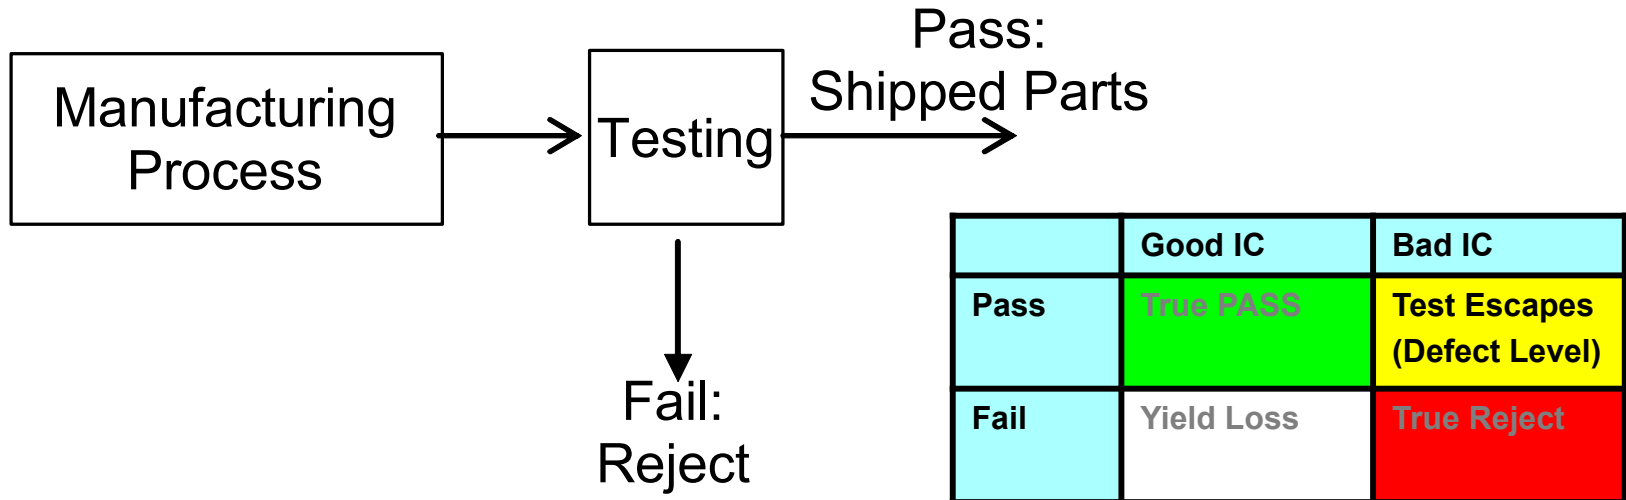 Manufacturing
Process
Testing
Pass:
Shipped Parts
Fail:
Reject
Good IC
Bad IC
Pass
True PASS
Test Escapes
(Defect Level)
Fail
Yield Loss
True Reject